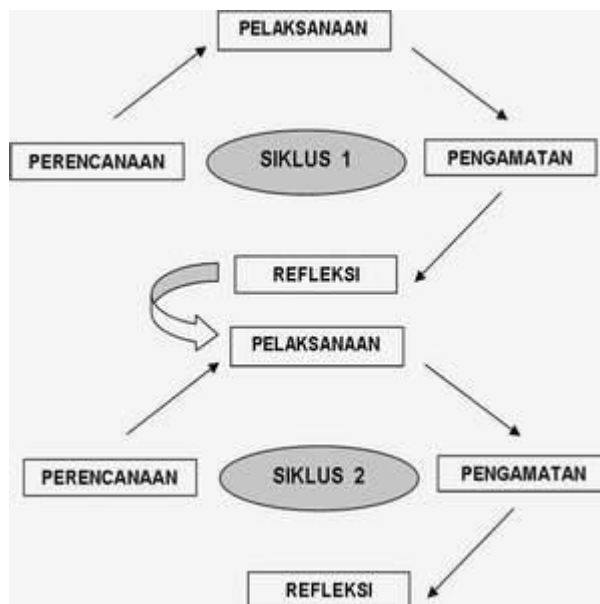 PELAKSANAAN
PERENCANAAN
SIKLUS 1
PENGAMATAN
REFLEKSI
PELAKSANAAN
PERENCANAAN
SIKLUS 2
PENGAMATAN
REFLEKSI